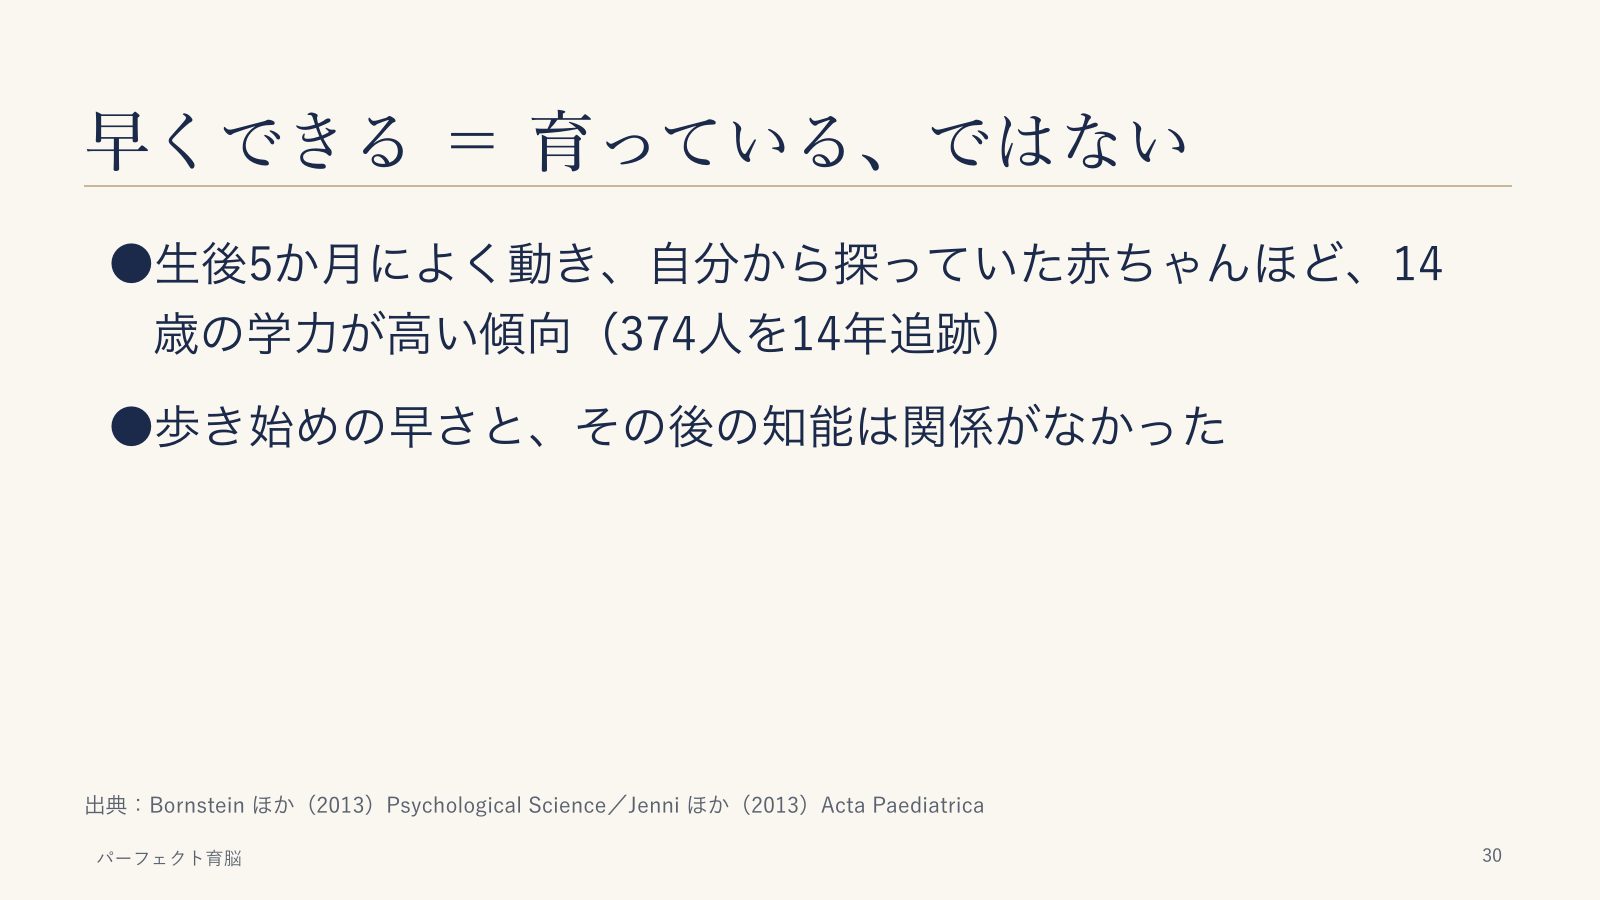 早くできる ＝ 育っている、ではない
●生後5か月によく動き、自分から探っていた赤ちゃんほど、14
歳の学力が高い傾向（374人を14年追跡）
●歩き始めの早さと、その後の知能は関係がなかった
出典：Bornstein ほか（2013）Psychological Science／Jenni ほか（2013）Acta Paediatrica
パーフェクト育脳
30